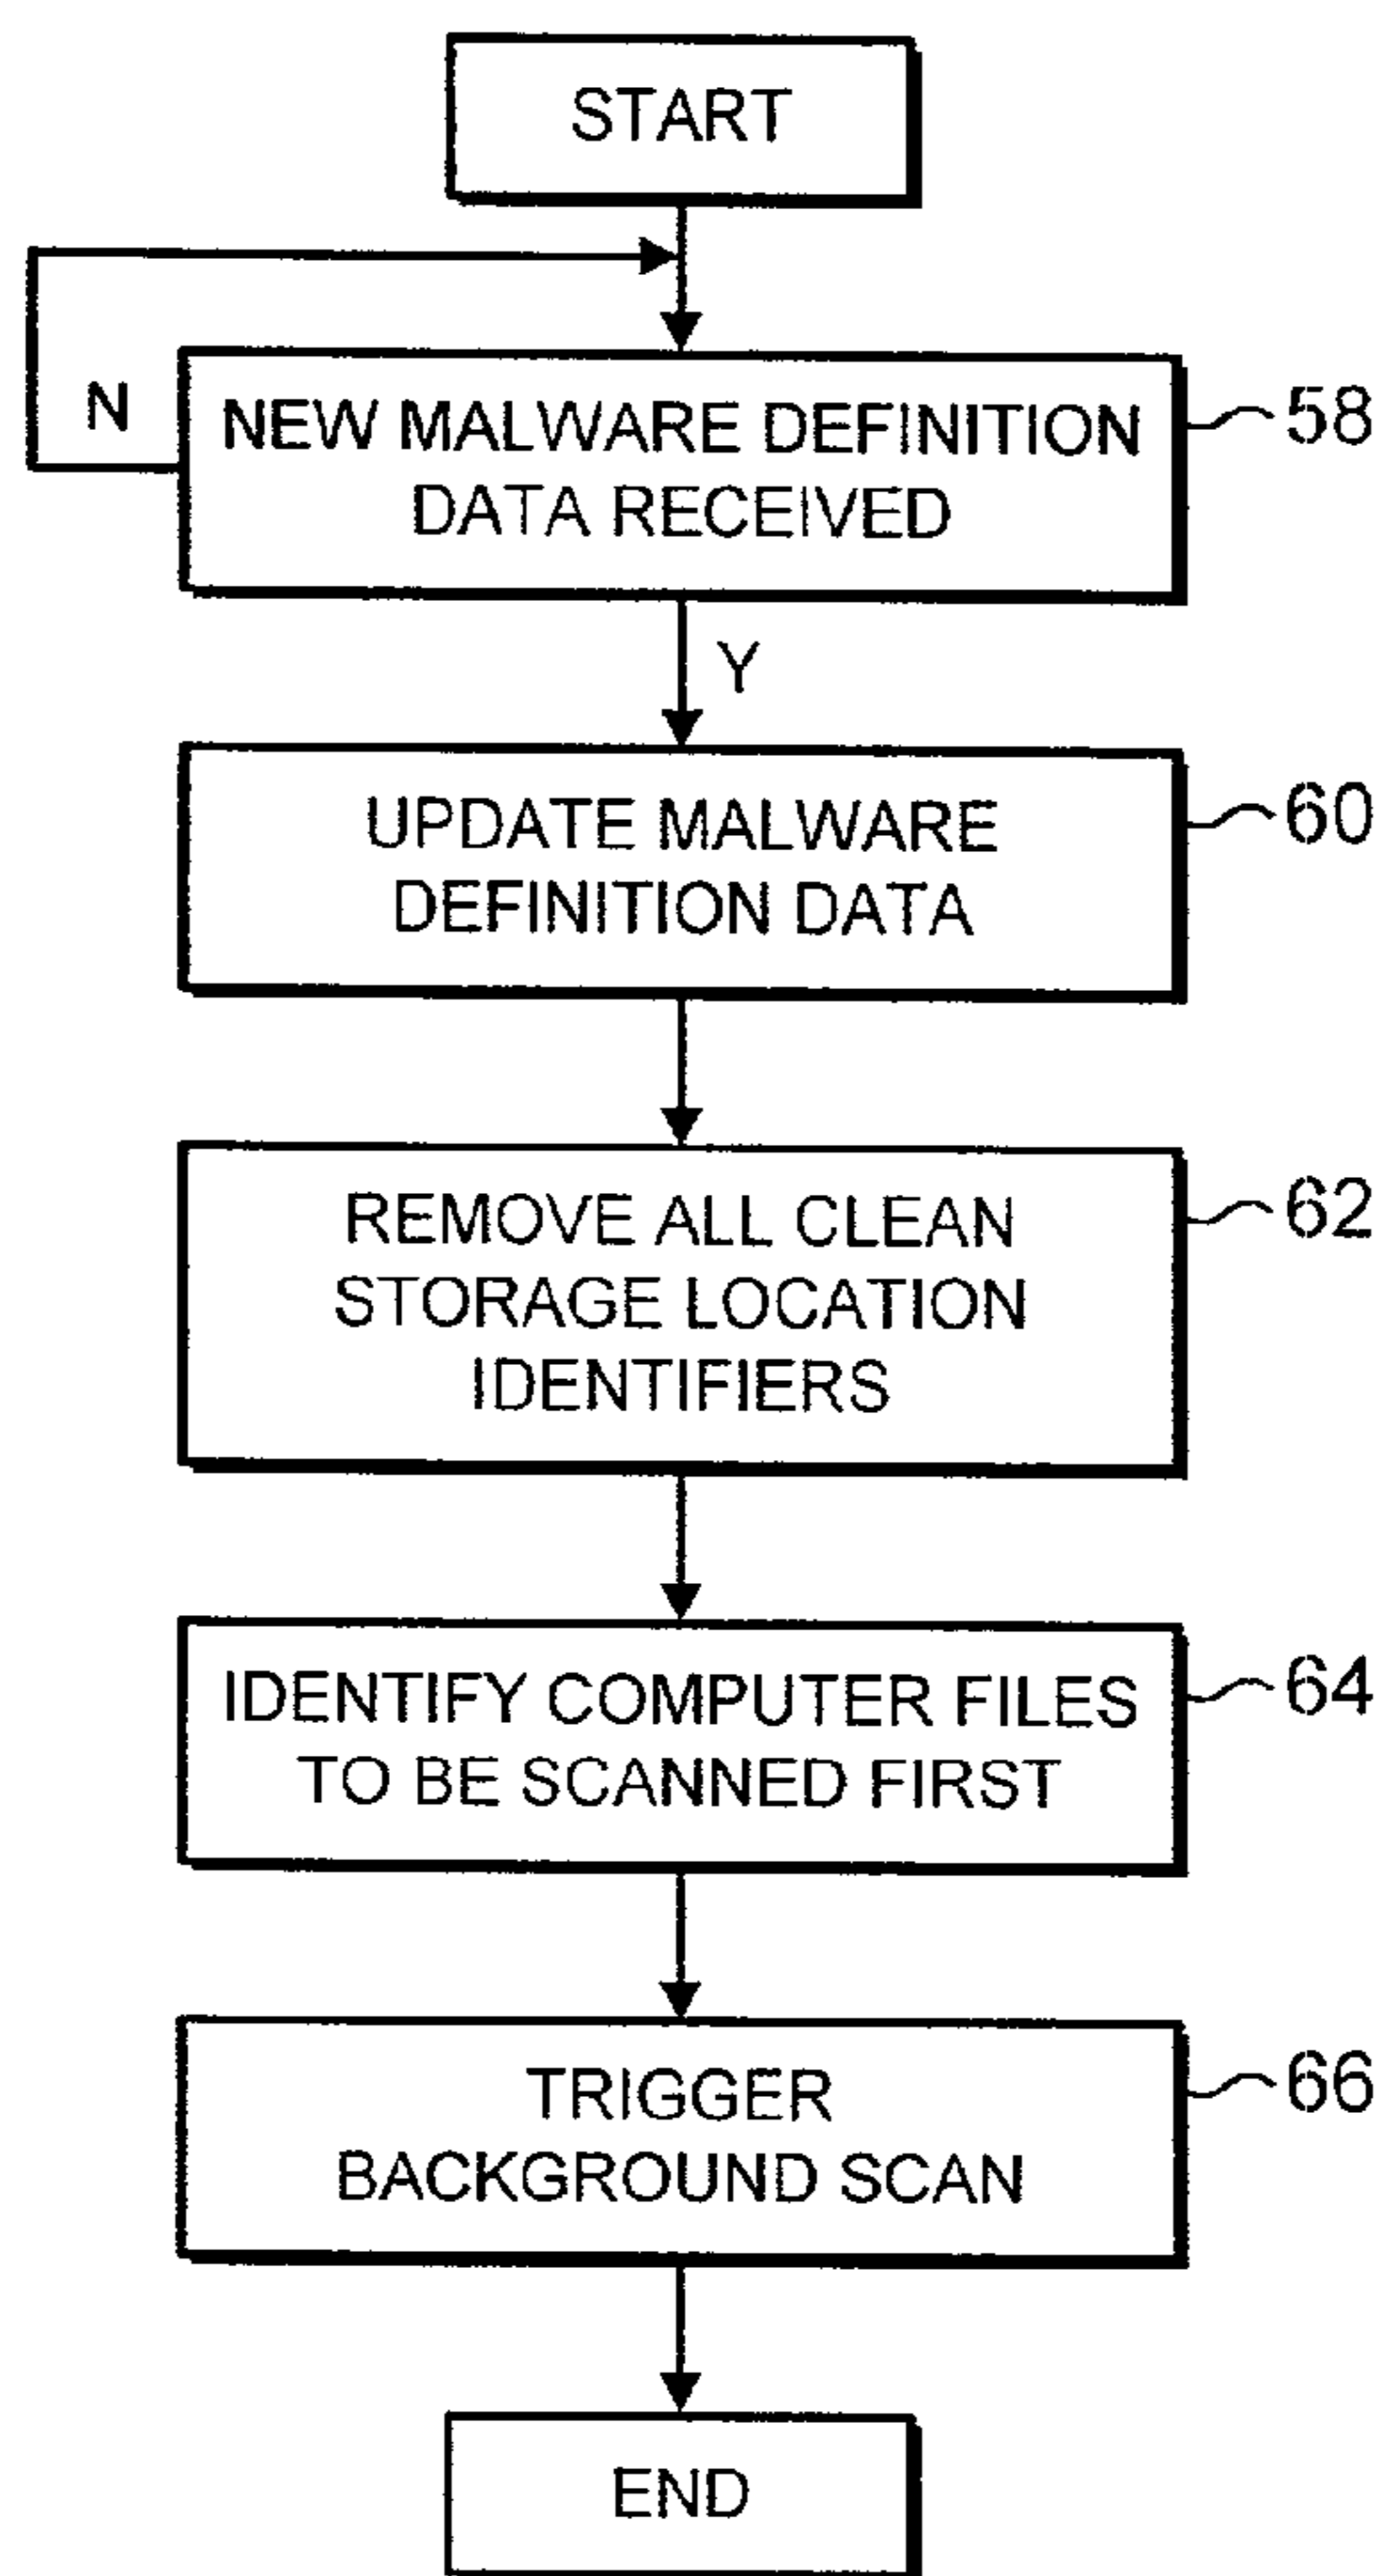 START
N
NEW MALWARE DEFINITION
DATA RECEIVED
58
Y
UPDATE MALWARE
DEFINITION DATA
60
REMOVE ALL CLEAN
STORAGE LOCATION
IDENTIFIERS
62
IDENTIFY COMPUTER FILES
TO BE SCANNED FIRST
64
TRIGGER
BACKGROUND SCAN
66
END